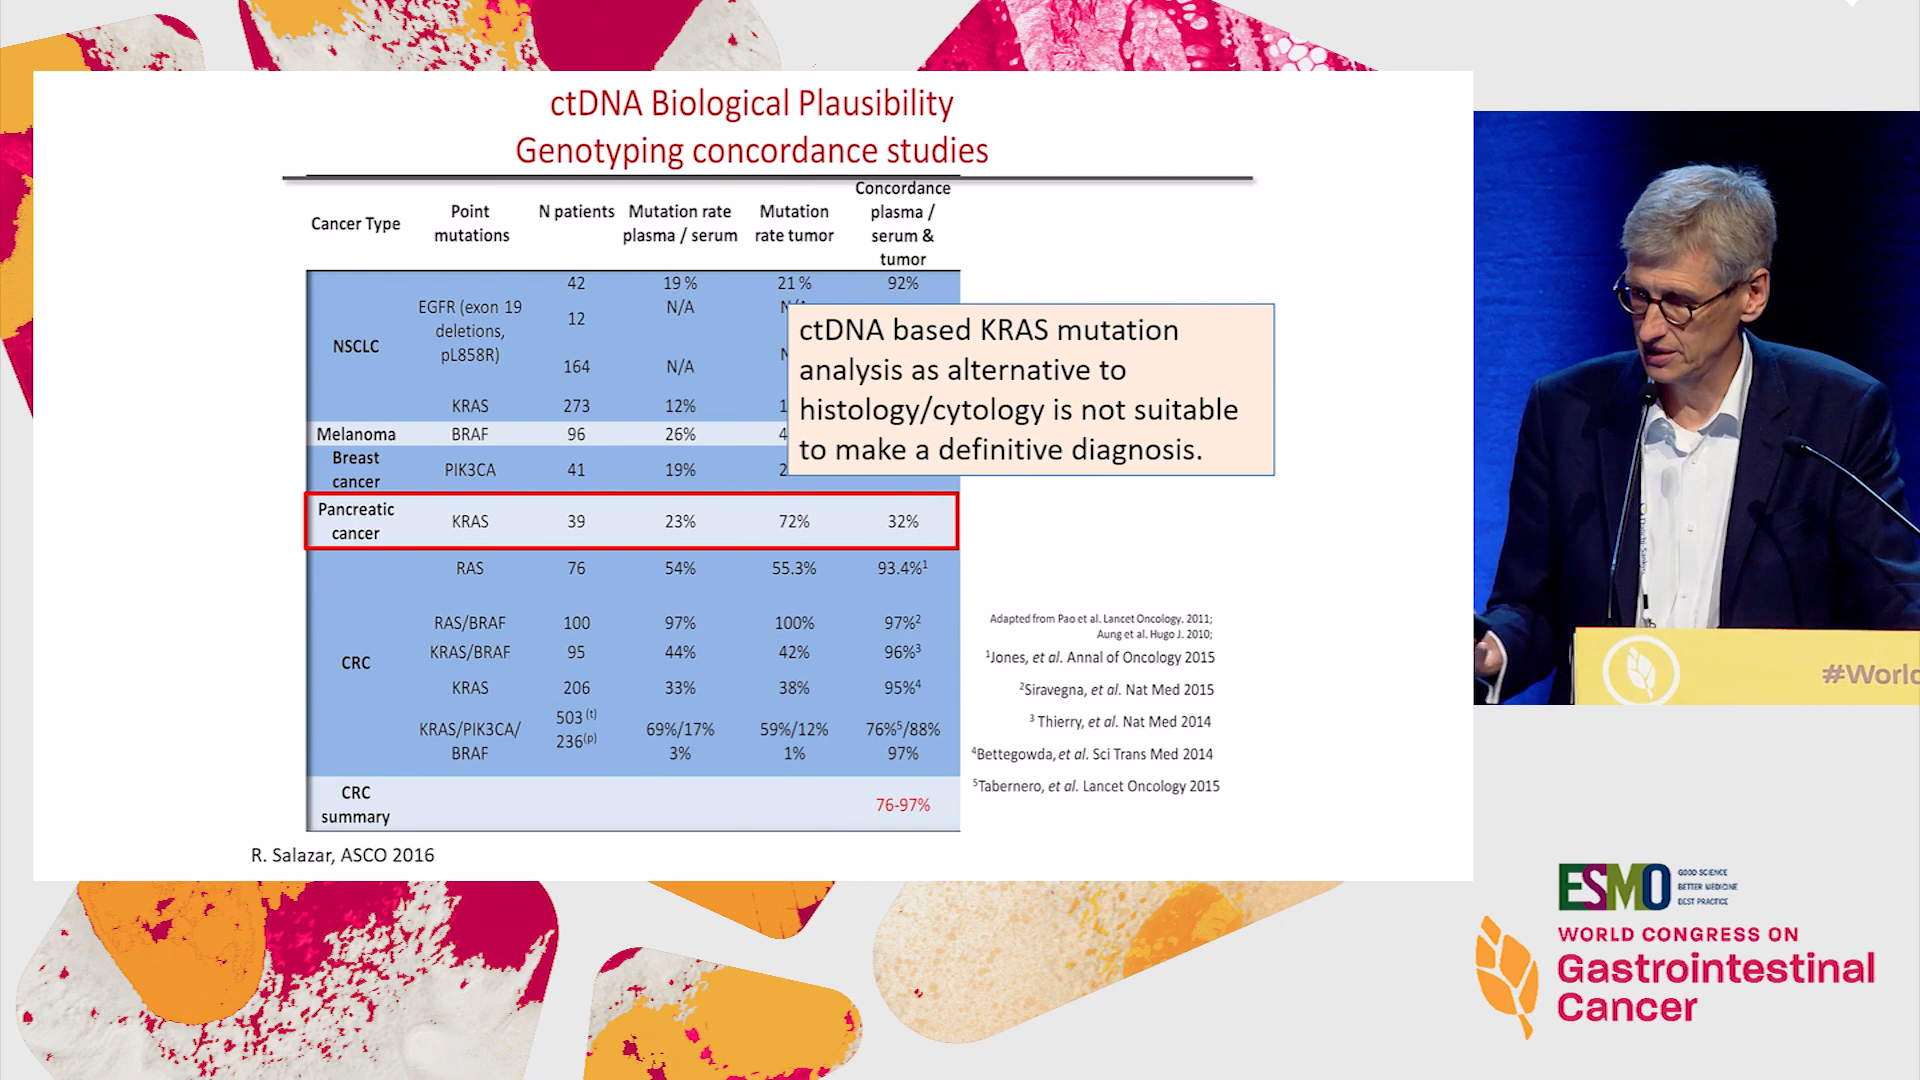 ctDNA Biological Plausibility
Genotyping concordance studies
Cancer Type
Point
mutations
N patients
Mutation rate
plasma / serum
Mutation
rate tumor
Concordance
plasma /
serum &
tumor
NSCLC
EGFR (exon 19
deletions,
pL858R)
42
19 %
21 %
92%
12
N/A
164
N/A
KRAS
273
12%
Melanoma
BRAF
96
26%
Breast
cancer
PIK3CA
41
19%
ctDNA based KRAS mutation
analysis as alternative to
histology/cytology is not suitable
to make a definitive diagnosis.
Pancreatic
cancer
KRAS
39
23%
72%
32%
CRC
RAS
76
54%
55.3%
93.4%¹
RAS/BRAF
100
97%
100%
97%²
KRAS/BRAF
95
44%
42%
96%³
KRAS
206
33%
38%
95%⁴
KRAS/PIK3CA/
BRAF
503 (t)
236(p)
69%/17%
3%
59%/12%
1%
76%⁵/88%
97%
CRC
summary
76-97%
Adapted from Pao et al. Lancet Oncology. 2011;
Aung et al. Hugo J. 2010;
¹Jones, et al. Annal of Oncology 2015
²Siravegna, et al. Nat Med 2015
³ Thierry, et al. Nat Med 2014
⁴Bettegowda, et al. Sci Trans Med 2014
⁵Tabernero, et al. Lancet Oncology 2015
R. Salazar, ASCO 2016
#World
ESMO
GOOD SCIENCE
BETTER MEDICINE
BEST PRACTICE
WORLD CONGRESS ON
Gastrointestinal
Cancer